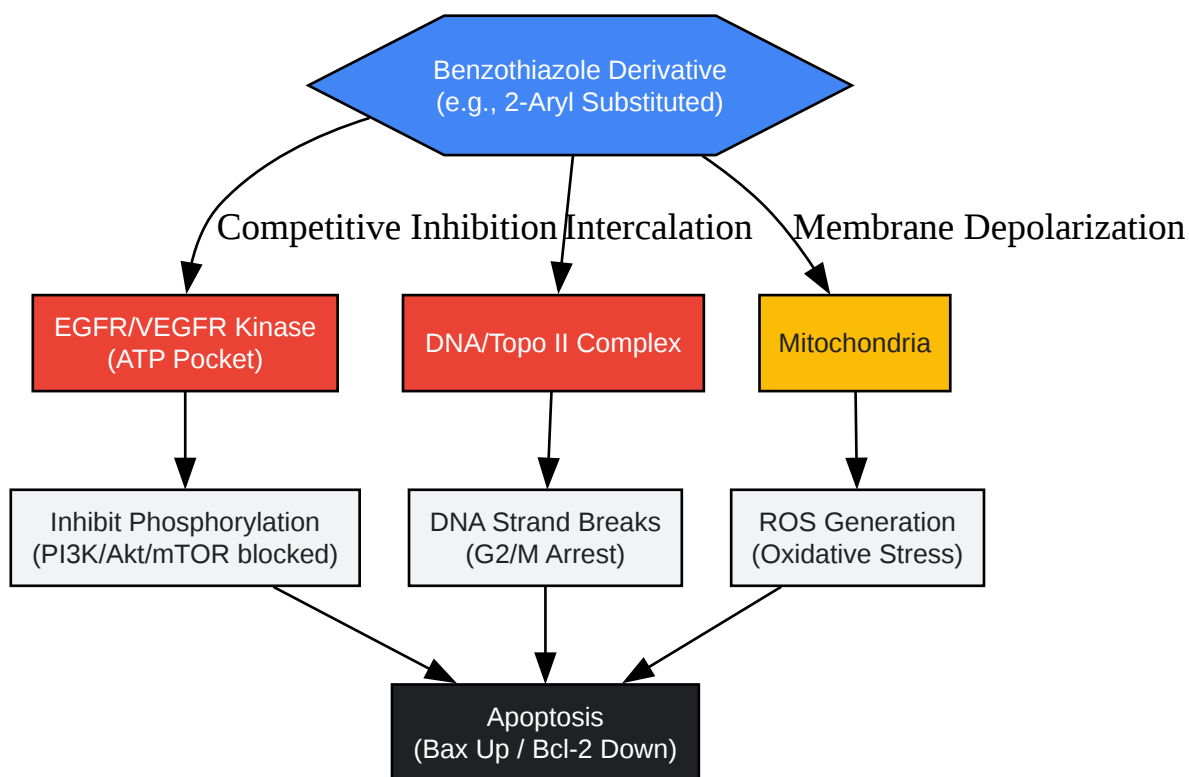 Benzothiazole Derivative
(e.g., 2-Aryl Substituted)
Competitive Inhibition
Intercalation
Membrane Depolarization
EGFR/VEGFR Kinase
(ATP Pocket)
DNA/Topo II Complex
Mitochondria
Inhibit Phosphorylation
(PI3K/Akt/mTOR blocked)
DNA Strand Breaks
(G2/M Arrest)
ROS Generation
(Oxidative Stress)
Apoptosis
(Bax Up / Bcl-2 Down)